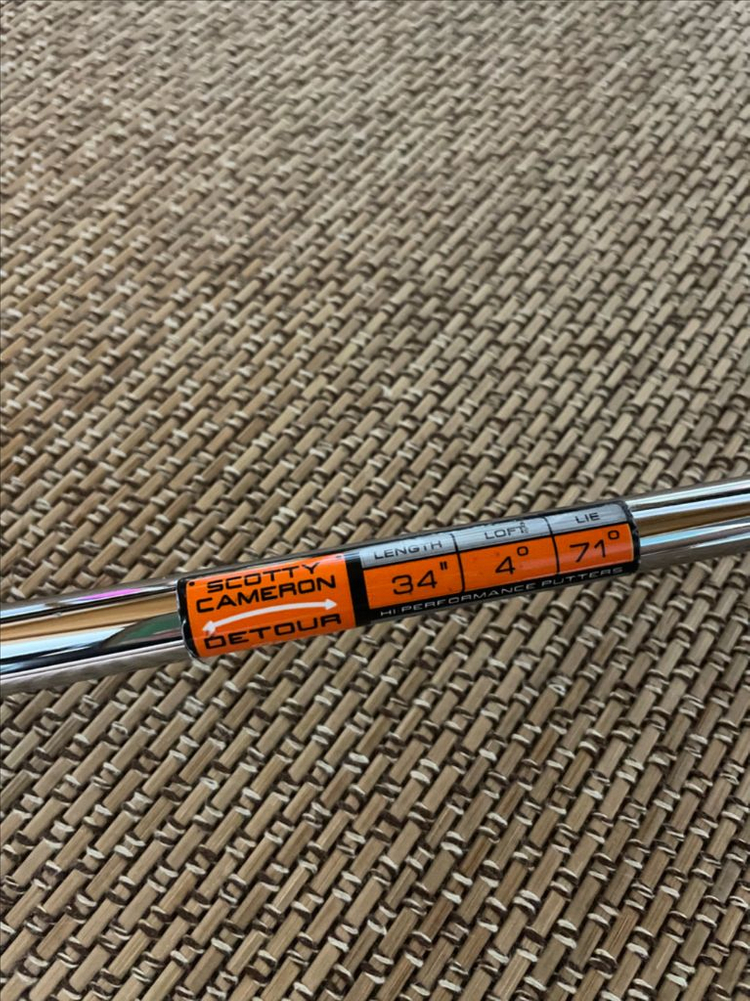 SCOTTY
CAMERON
DETOUR
LENGTH LOFT LIE
34" 4° 71°
HI PERFORMANCE PUTTERS